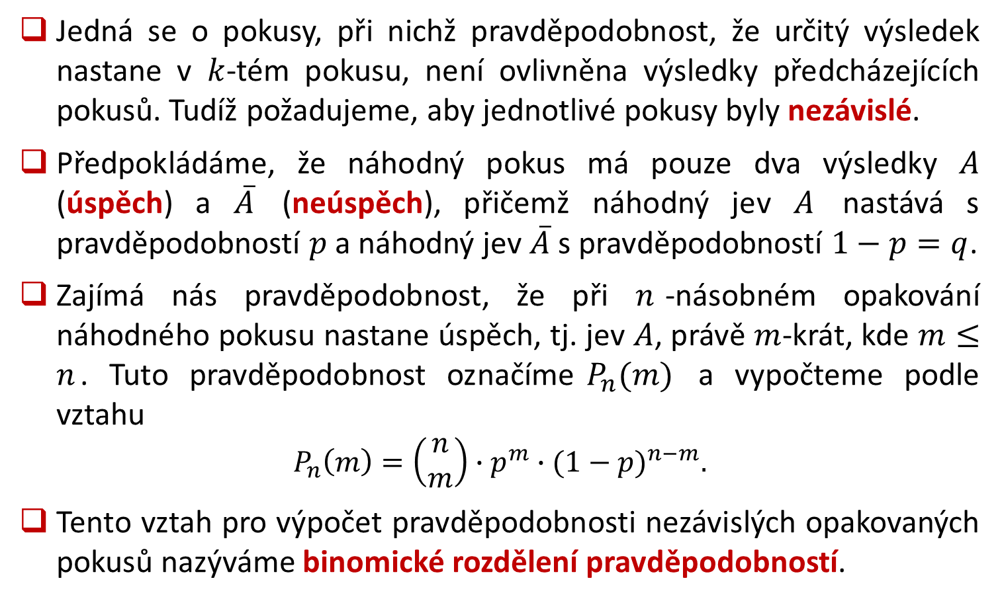 ❑ Jedná se o pokusy, při nichž pravděpodobnost, že určitý výsledek
nastane v k-tém pokusu, není ovlivněna výsledky předcházejících
pokusů. Tudíž požadujeme, aby jednotlivé pokusy byly nezávislé.
❑ Předpokládáme, že náhodný pokus má pouze dva výsledky A
(úspěch) a Ā (neúspěch), přičemž náhodný jev A nastává s
pravděpodobností p a náhodný jev Ā s pravděpodobností 1 − p = q.
❑ Zajímá nás pravděpodobnost, že při n -násobném opakování
náhodného pokusu nastane úspěch, tj. jev A, právě m-krát, kde m ≤
n. Tuto pravděpodobnost označíme Pₙ(m) a vypočteme podle
vztahu
$P_n(m) = \binom{n}{m} \cdot p^m \cdot (1 - p)^{n-m}.$
❑ Tento vztah pro výpočet pravděpodobnosti nezávislých opakovaných
pokusů nazýváme binomické rozdělení pravděpodobností.